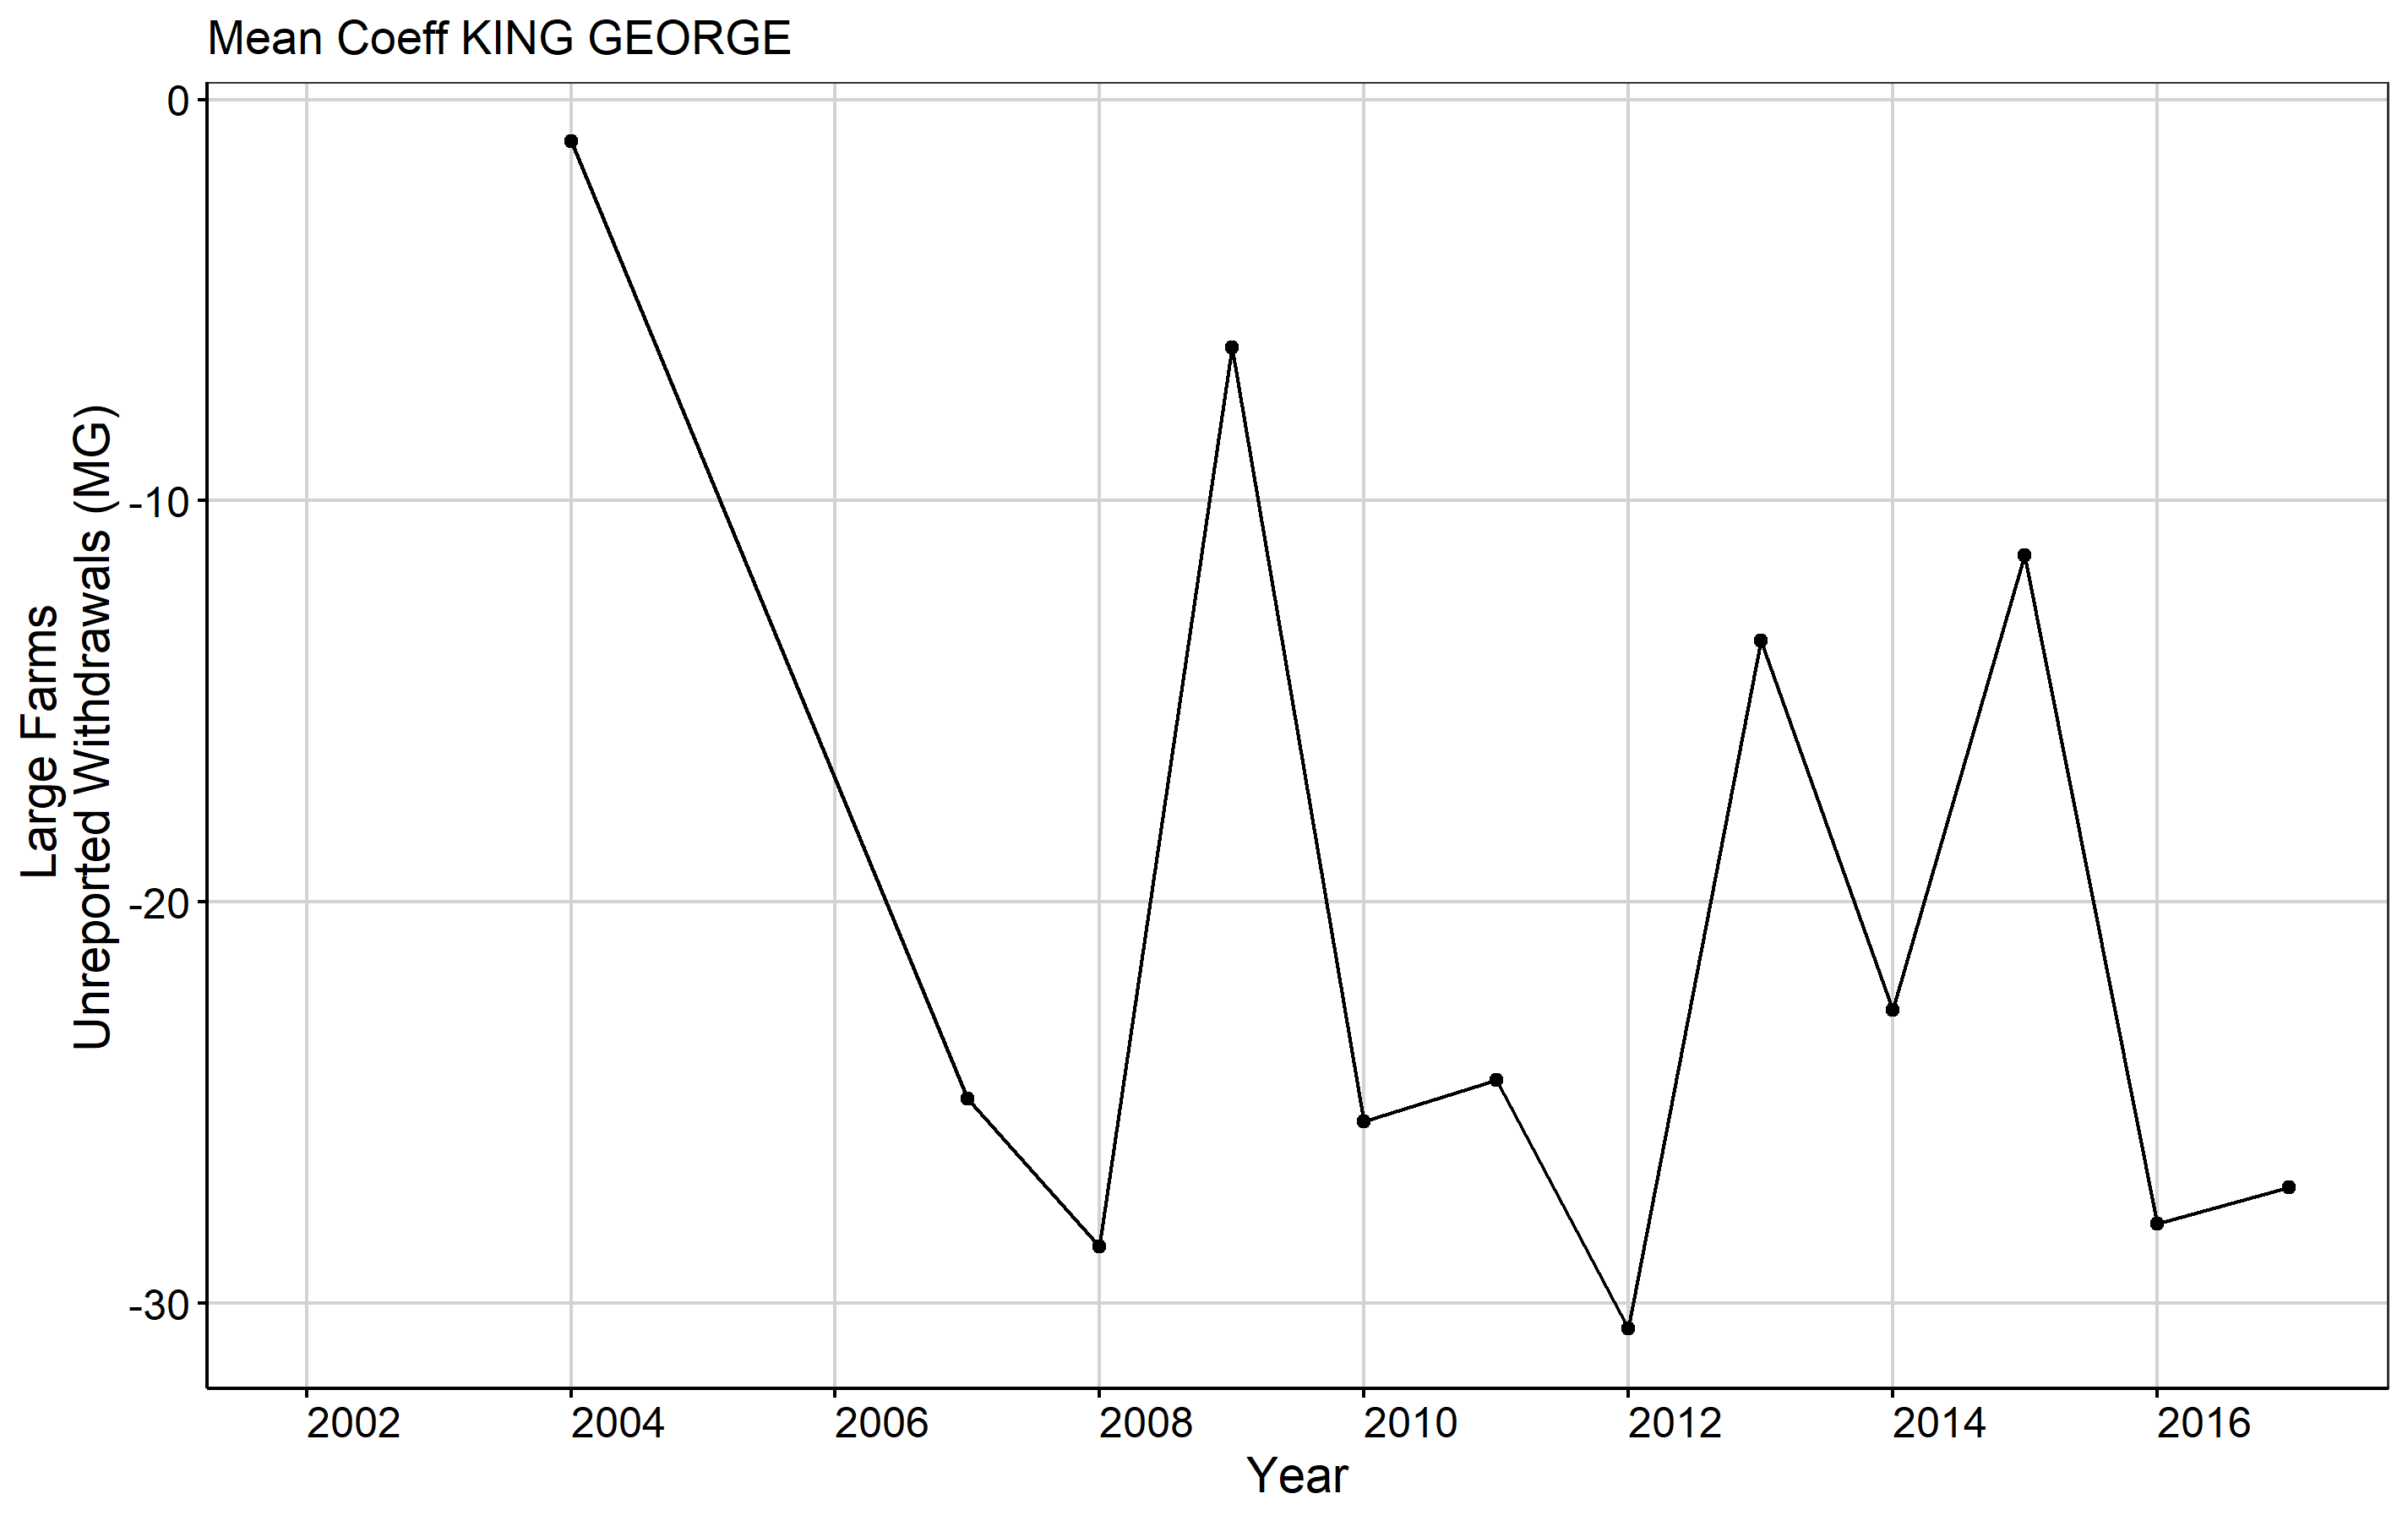 Mean Coeff KING GEORGE
Large Farms
Unreported Withdrawals (MG)
0
-10
-20
-30
2002 2004 2006 2008 2010 2012 2014 2016
Year